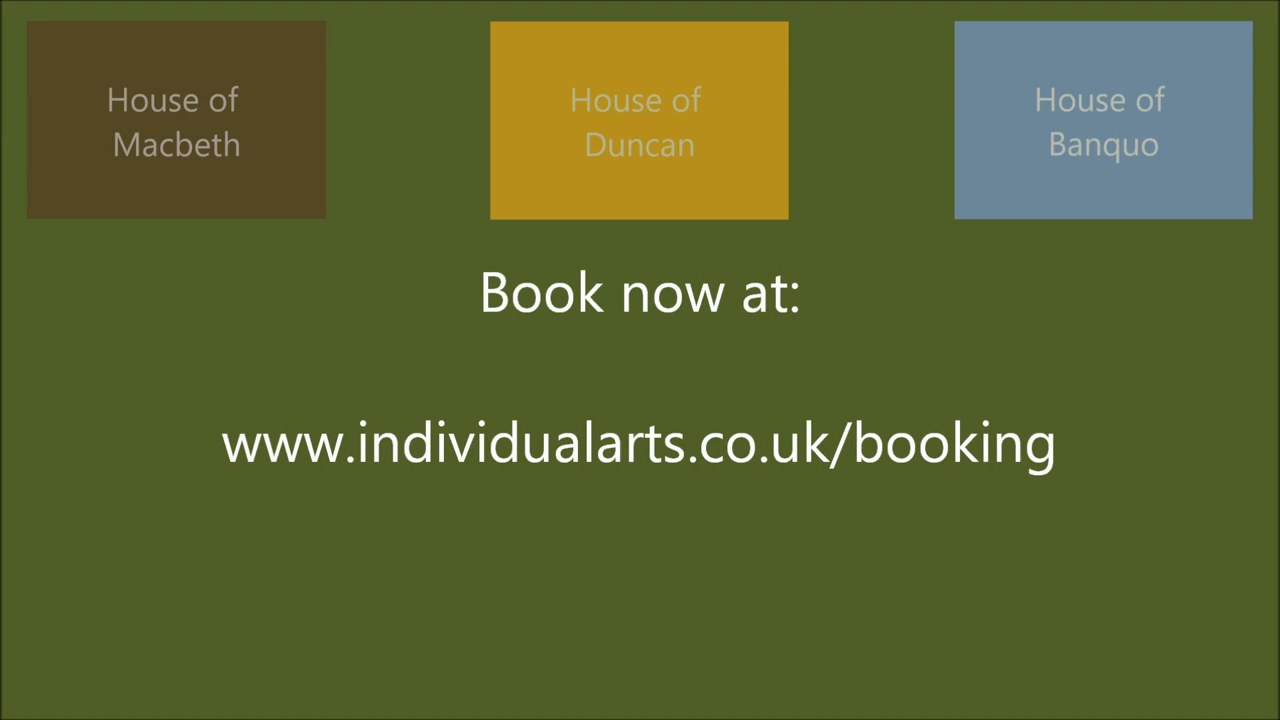 House of
Macbeth
House of
Duncan
House of
Banquo
Book now at:
www.individualarts.co.uk/booking